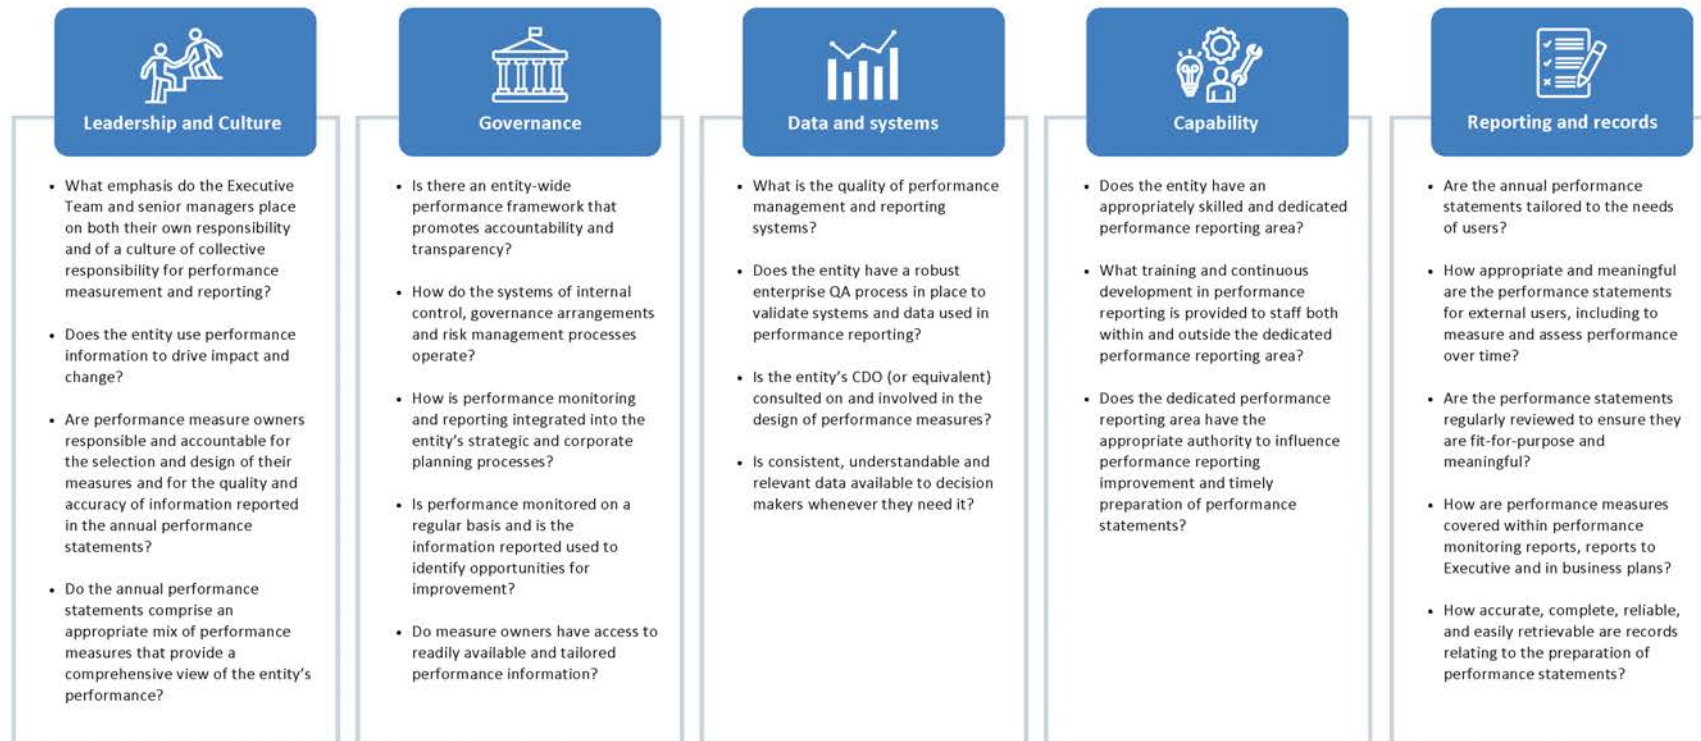 Leadership and Culture
• What emphasis do the Executive
Team and senior managers place
on both their own responsibility
and of a culture of collective
responsibility for performance
measurement and reporting?
• Does the entity use performance
information to drive impact and
change?
• Are performance measure owners
responsible and accountable for
the selection and design of their
measures and for the quality and
accuracy of information reported
in the annual performance
statements?
• Do the annual performance
statements comprise an
appropriate mix of performance
measures that provide a
comprehensive view of the entity's
performance?
Governance
• Is there an entity-wide
performance framework that
promotes accountability and
transparency?
• How do the systems of internal
control, governance arrangements
and risk management processes
operate?
• How is performance monitoring
and reporting integrated into the
entity's strategic and corporate
planning processes?
• Is performance monitored on a
regular basis and is the
information reported used to
identify opportunities for
improvement?
• Do measure owners have access to
readily available and tailored
performance information?
Data and systems
• What is the quality of performance
management and reporting
systems?
• Does the entity have a robust
enterprise QA process in place to
validate systems and data used in
performance reporting?
• Is the entity's CDO (or equivalent)
consulted on and involved in the
design of performance measures?
• Is consistent, understandable and
relevant data available to decision
makers whenever they need it?
Capability
• Does the entity have an
appropriately skilled and dedicated
performance reporting area?
• What training and continuous
development in performance
reporting is provided to staff both
within and outside the dedicated
performance reporting area?
• Does the dedicated performance
reporting area have the
appropriate authority to influence
performance reporting
improvement and timely
preparation of performance
statements?
Reporting and records
• Are the annual performance
statements tailored to the needs
of users?
• How appropriate and meaningful
are the performance statements
for external users, including to
measure and assess performance
over time?
• Are the performance statements
regularly reviewed to ensure they
are fit-for-purpose and
meaningful?
• How are performance measures
covered within performance
monitoring reports, reports to
Executive and in business plans?
• How accurate, complete, reliable,
and easily retrievable are records
relating to the preparation of
performance statements?